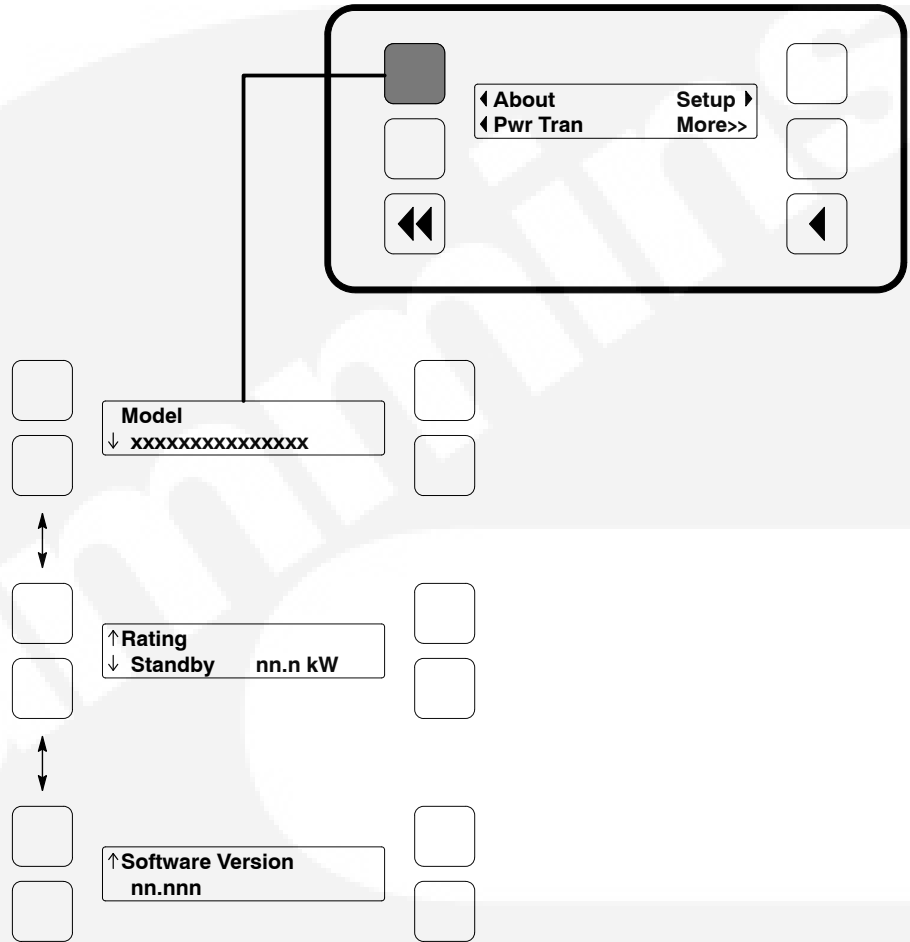 About Setup
Pwr Tran More>>
Model
↓ xxxxxxxxxxxxxxx
↑Rating
↓ Standby nn.n kW
↑Software Version
nn.nnn